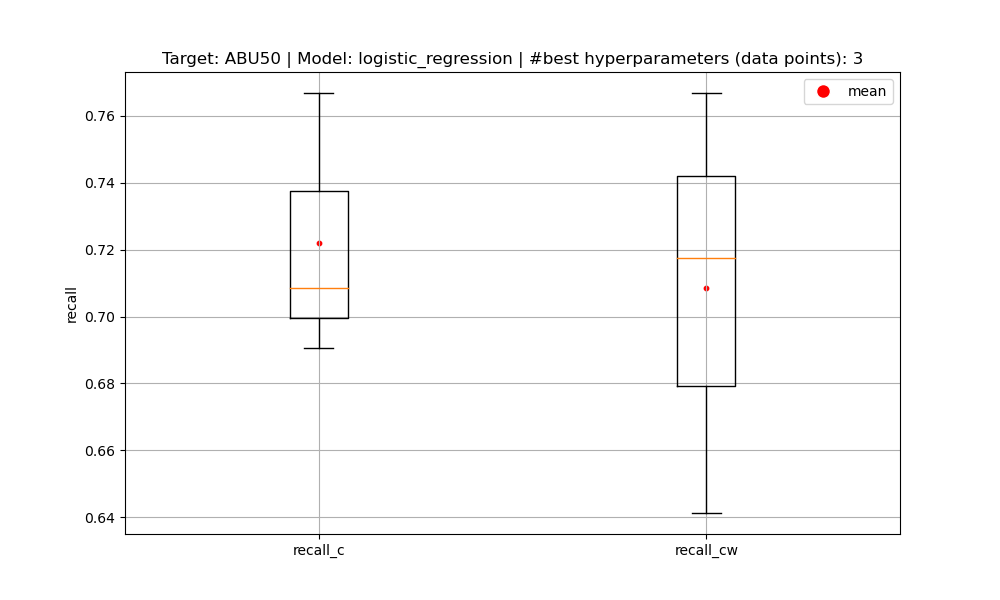 Target: ABU50 | Model: logistic_regression | #best hyperparameters (data points): 3
mean
0.76
0.74
0.72
0.70
0.68
0.66
0.64
recall
recall_c
recall_cw